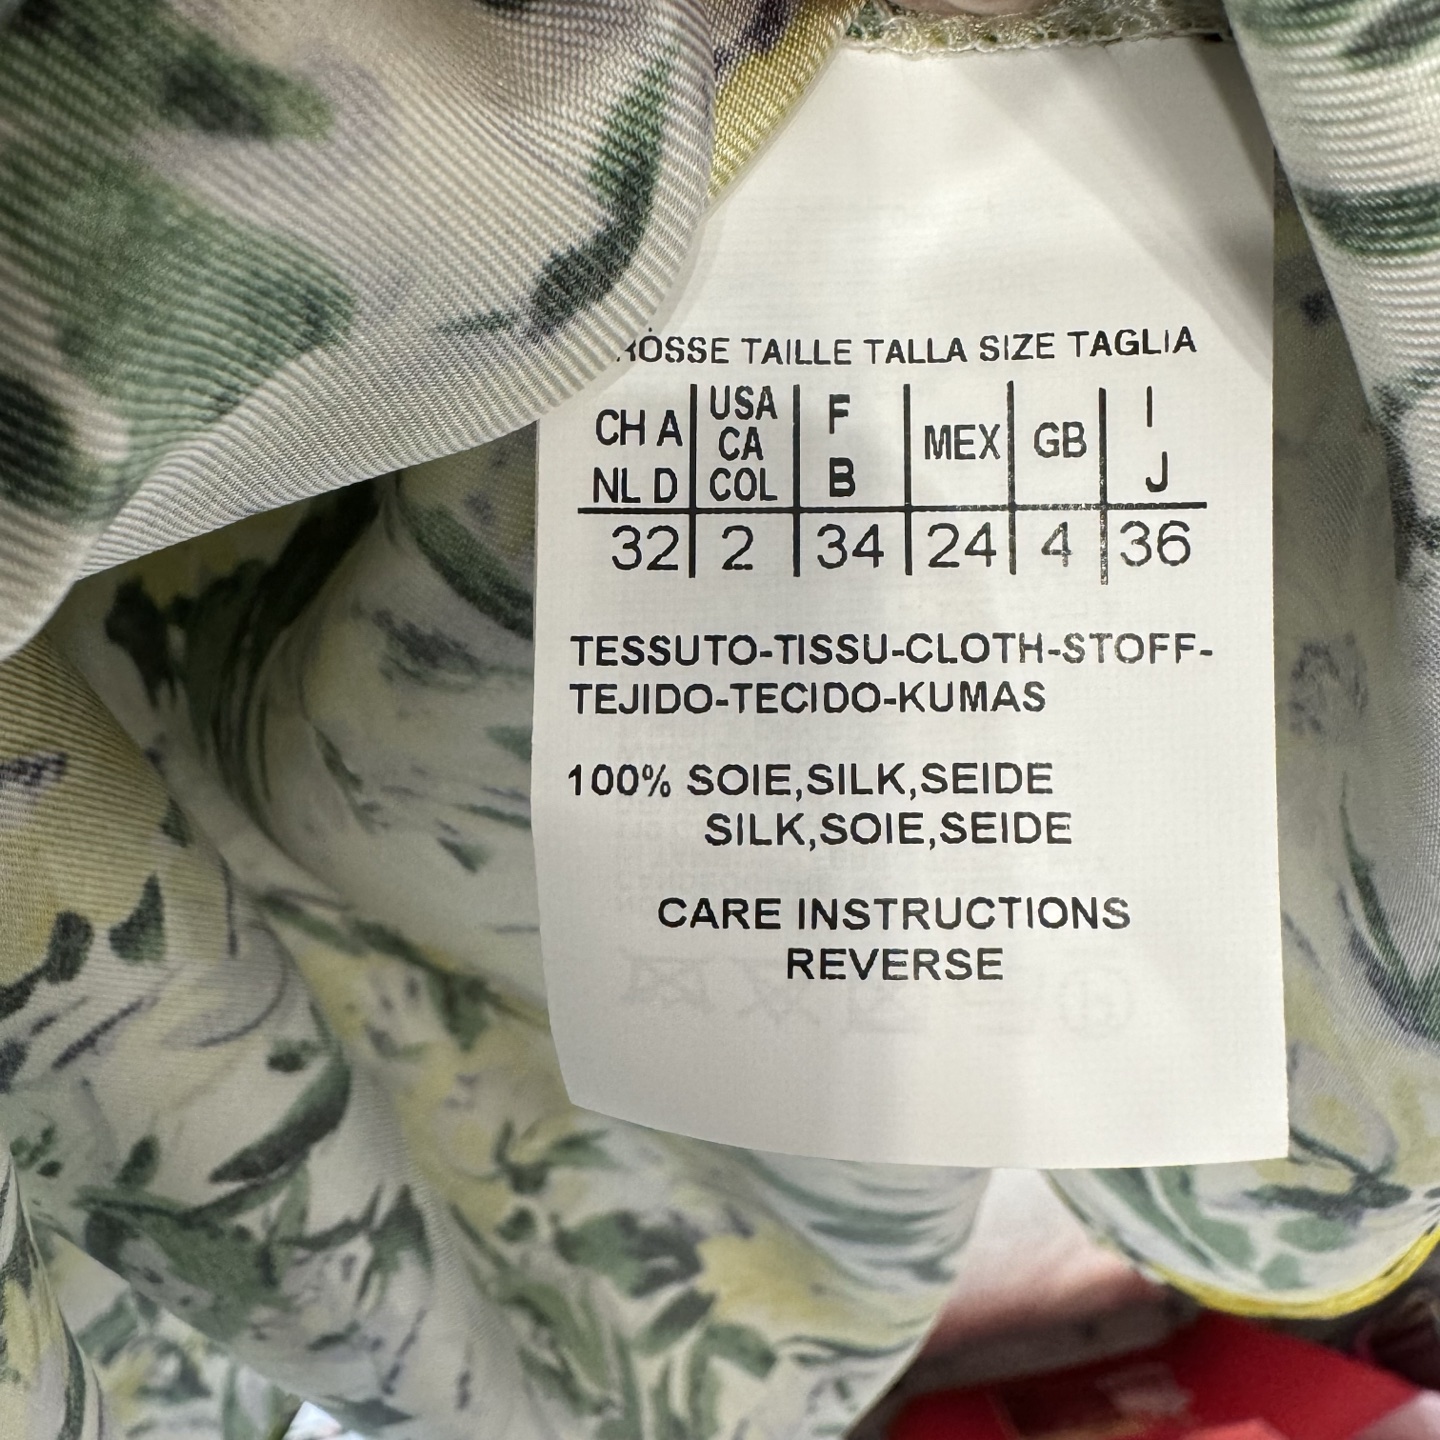 TAILLE TALLA SIZE TAGLIA
CH A NL D | USA CA COL | F B | MEX | GB | I J
32 | 2 | 34 | 24 | 4 | 36
TESSUTO-TISSU-CLOTH-STOFF-
TEJIDO-TECIDO-KUMAS
100% SOIE,SILK,SEIDE
SILK,SOIE,SEIDE
CARE INSTRUCTIONS
REVERSE